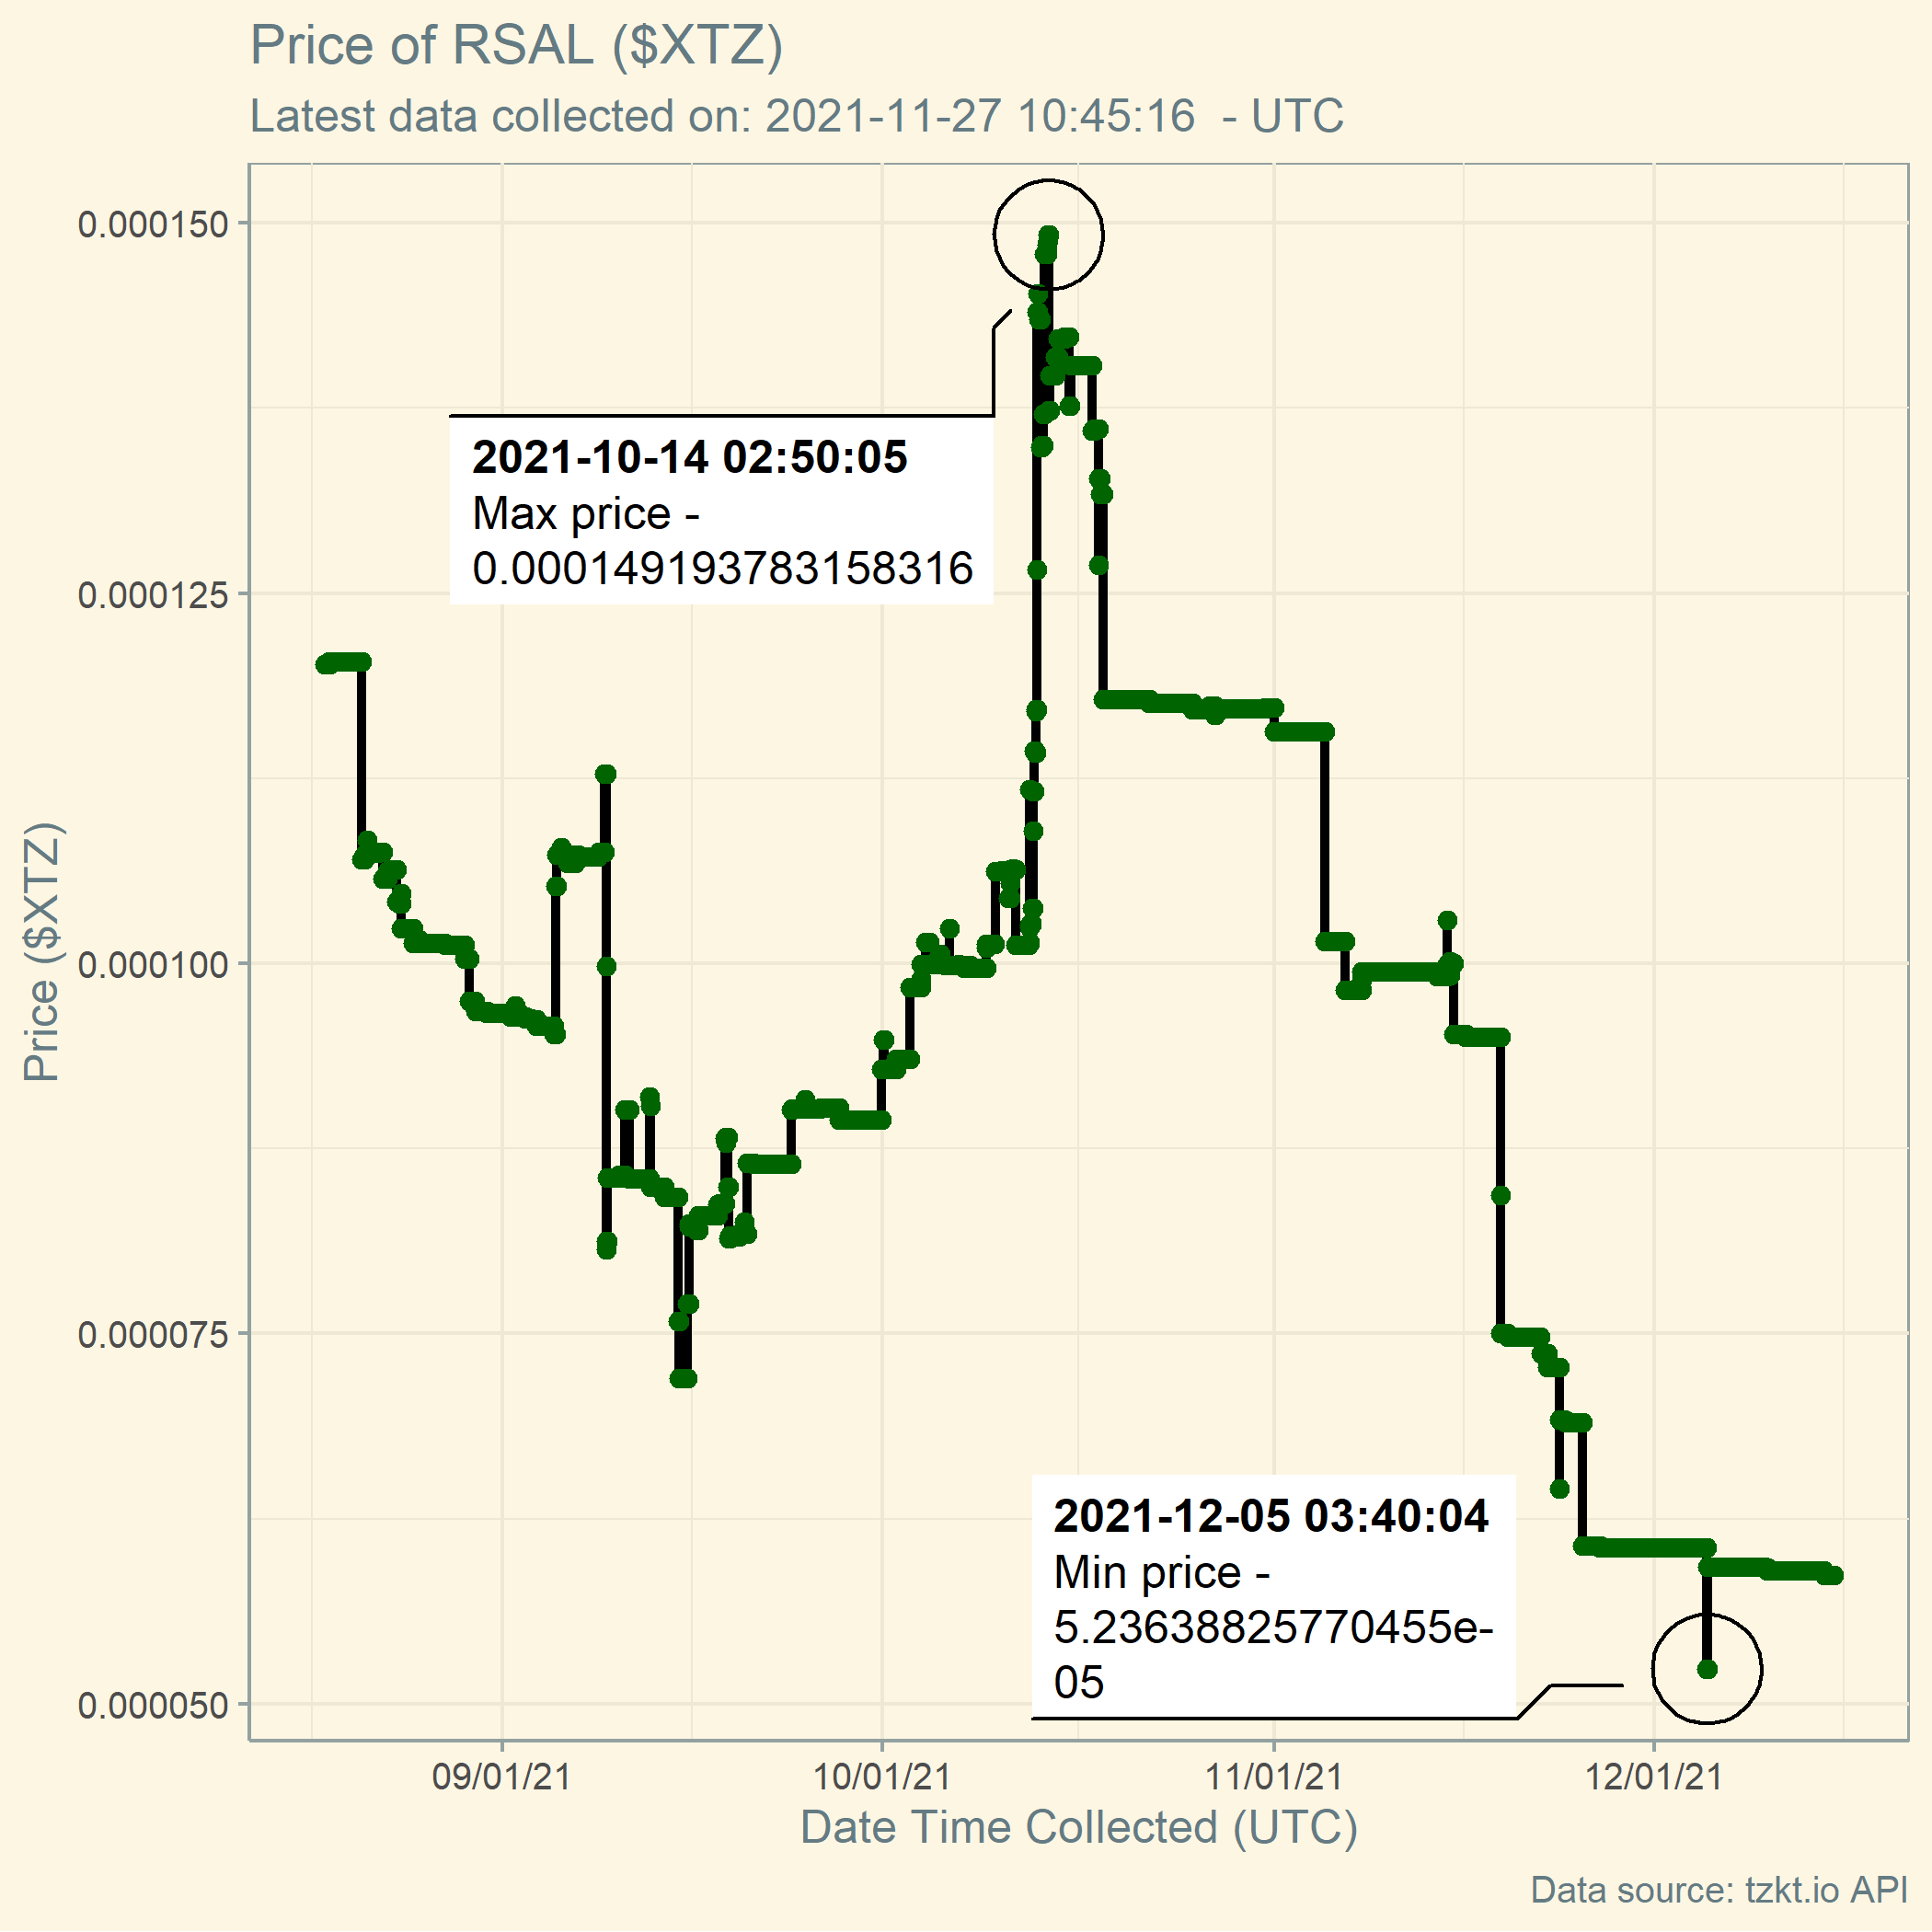 Price of RSAL ($XTZ)
Latest data collected on: 2021-11-27 10:45:16  - UTC
0.000150
0.000125
0.000100
0.000075
0.000050
Price ($XTZ)
2021-10-14 02:50:05
Max price -
0.000149193783158316
2021-12-05 03:40:04
Min price -
5.23638825770455e-
05
09/01/21
10/01/21
11/01/21
12/01/21
Date Time Collected (UTC)
Data source: tzkt.io API